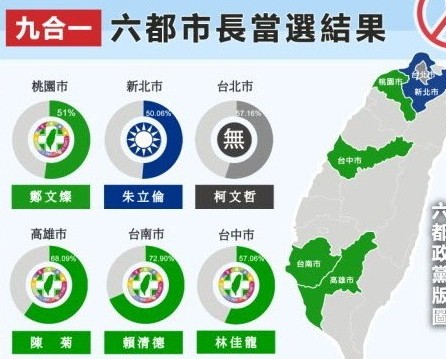 九合一 六都市長當選結果
桃園市 新北市 台北市
51% 50.06% 57.16%
無
鄭文燦 朱立倫 柯文哲
高雄市 台南市 台中市
68.09% 72.90% 57.06%
陳 菊 賴清德 林佳龍
台北市
桃園市 新北市
台中市
台南市
高雄市
六都政黨版圖